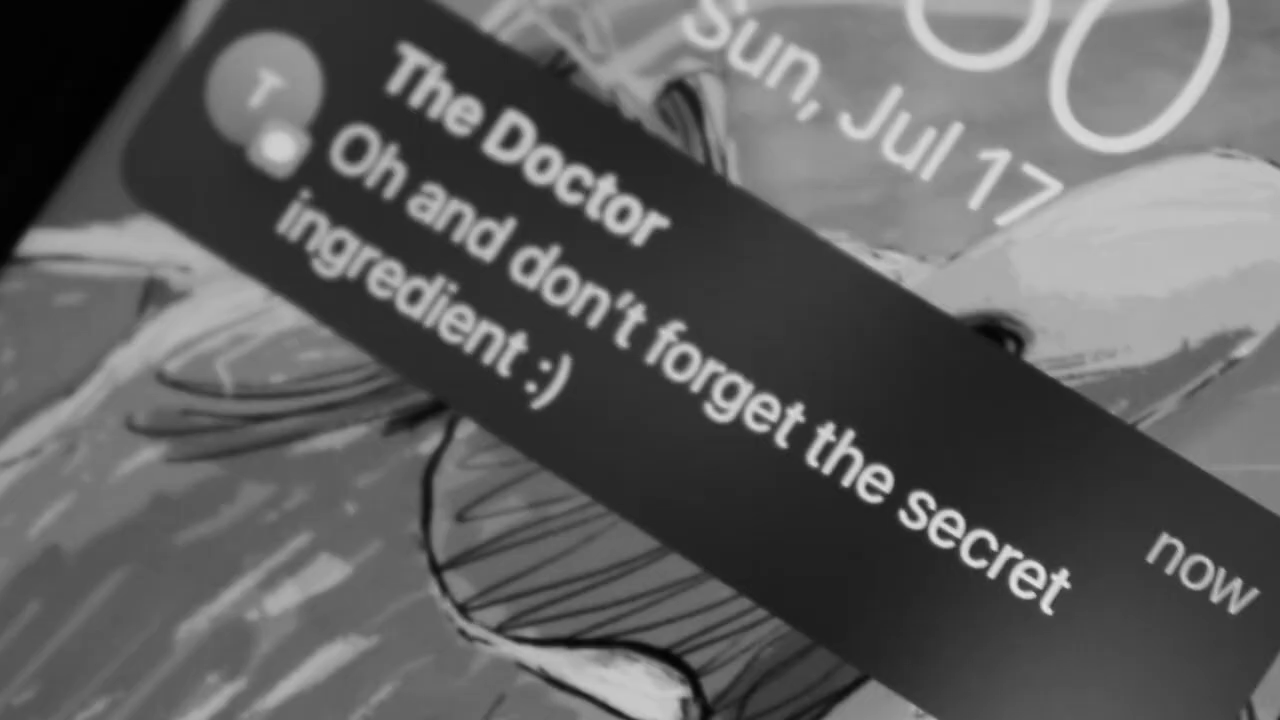 Sun, Jul 17
T
The Doctor
Oh and don't forget the secret
ingredient :)
now